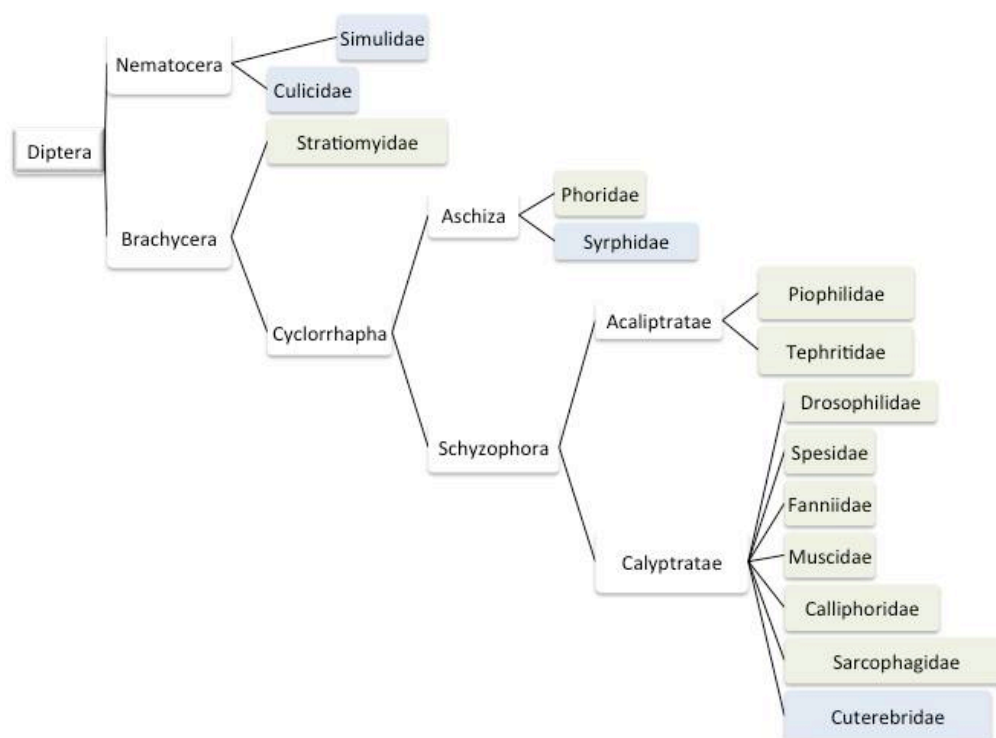 Simulidae
Nematocera
Culicidae
Stratiomyidae
Diptera
Phoridae
Aschiza
Brachycera
Syrphidae
Piophilidae
Acaliptratae
Cyclorrhapha
Tephritidae
Drosophilidae
Schyzophora
Spesidae
Fanniidae
Muscidae
Calyptratae
Calliphoridae
Sarcophagidae
Cuterebridae